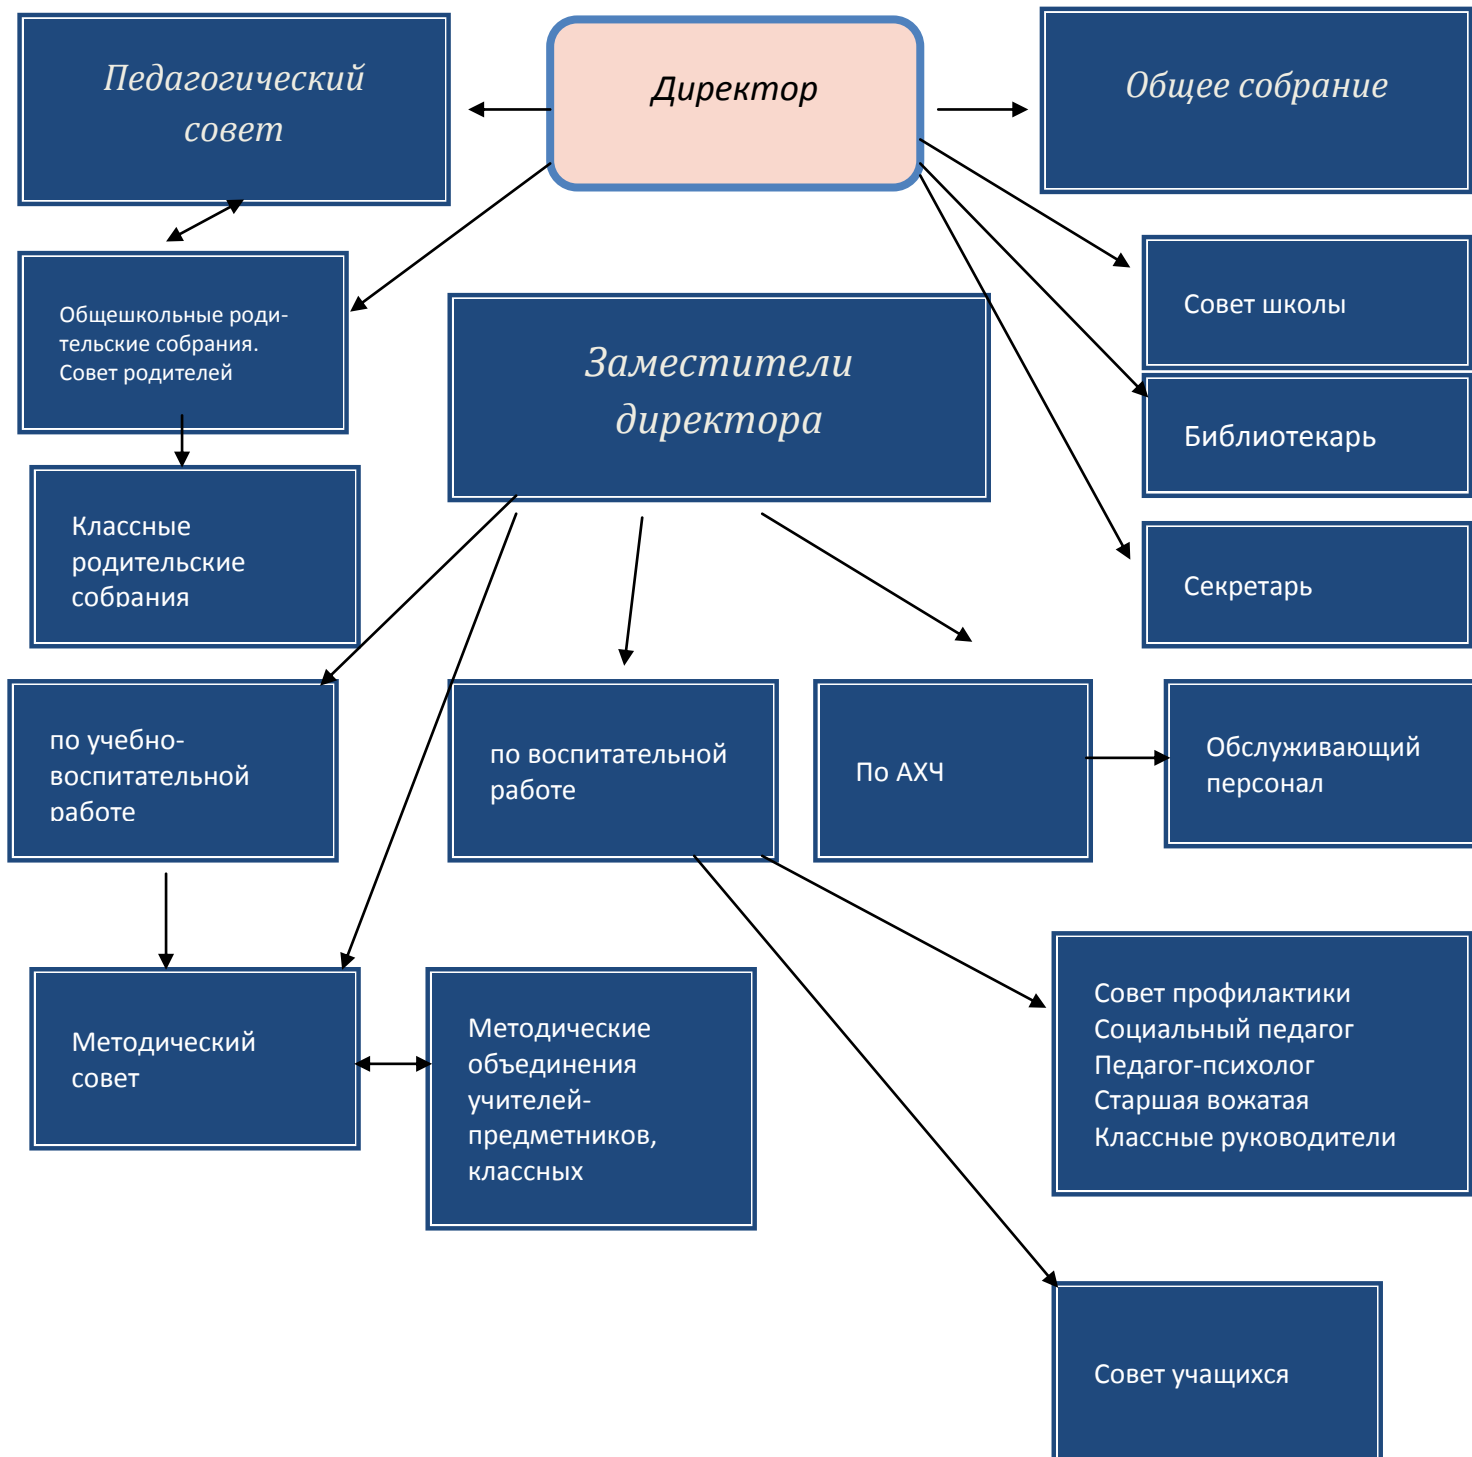 Педагогический
совет
Директор
Общее собрание
Общешкольные роди-
тельские собрания.
Совет родителей
Заместители
директора
Совет школы
Библиотекарь
Секретарь
Классные
родительские
собрания
по учебно-
воспитательной
работе
по воспитательной
работе
По АХЧ
Обслуживающий
персонал
Методический
совет
Методические
объединения
учителей-
предметников,
классных
Совет профилактики
Социальный педагог
Педагог-психолог
Старшая вожатая
Классные руководители
Совет учащихся